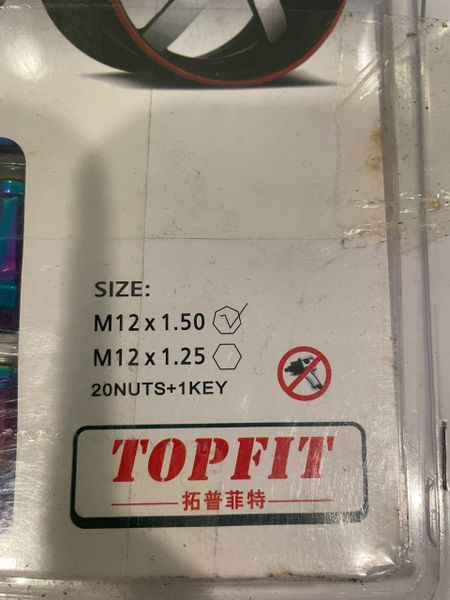 SIZE:
M12 x 1.50
M12 x 1.25
20NUTS+1KEY
TOPFIT
拓普菲特